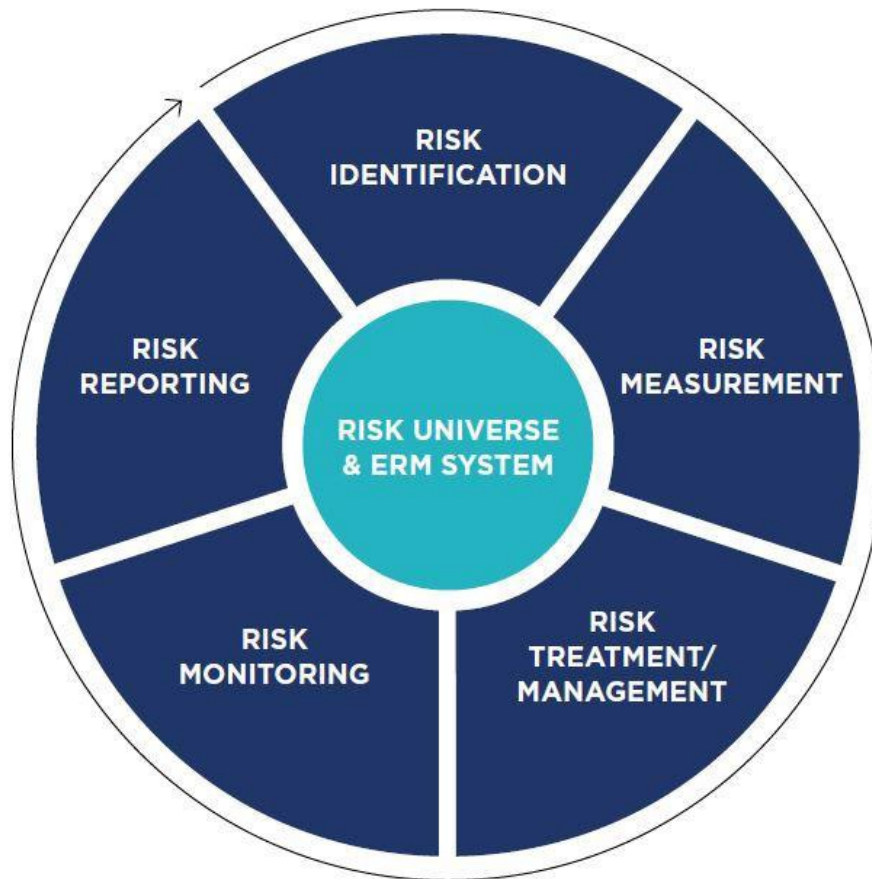 RISK
IDENTIFICATION
RISK
MEASUREMENT
RISK
TREATMENT/
MANAGEMENT
RISK
MONITORING
RISK
REPORTING
RISK UNIVERSE
& ERM SYSTEM